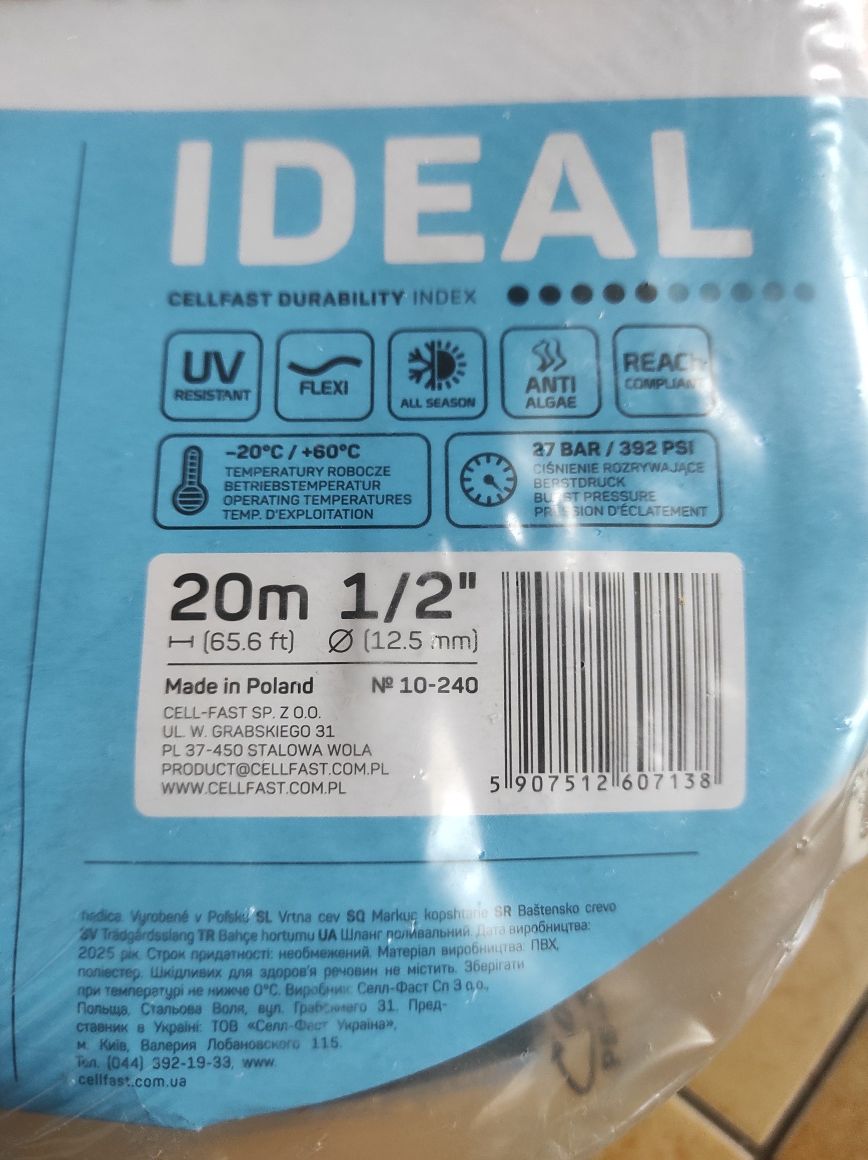 IDEAL
CELLFAST DURABILITY INDEX
UV
RESISTANT
FLEXI
ALL SEASON
ANTI
ALGAE
REACh
COMPLIANT
-20°C / +60°C
TEMPERATURY ROBOCZE
BETRIEBSTEMPERATUR
OPERATING TEMPERATURES
TEMP. D'EXPLOITATION
27 BAR / 392 PSI
CIŚNIENIE ROZRYWAJĄCE
BERSTDRUCK
BURST PRESSURE
PRESSION D'ÉCLATEMENT
20m 1/2"
(65.6 ft) Ø (12.5 mm)
Made in Poland № 10-240
CELL-FAST SP. Z O.O.
UL. W. GRABSKIEGO 31
PL 37-450 STALOWA WOLA
PRODUCT@CELLFAST.COM.PL
WWW.CELLFAST.COM.PL
5 907512 607138
hadica. Vyrobené v Poľsku SL Vrtna cev SQ Markuç kopshtarie SR Baštensko crevo
SV Trädgårdsslang TR Bahçe hortumu UA Шланг поливальний. Дата виробництва:
2025 рік. Строк придатності: необмежений. Матеріал виробництва: ПВХ,
поліестер. Шкідливих для здоров'я речовин не містить. Зберігати
при температурі не нижче 0°C. Виробник: Селл-Фаст Сп З о.о.,
Польща, Стальова Воля, вул. Грабскього 31. Пред-
ставник в Україні: ТОВ «Селл-Фаст Україна»,
м. Київ, Валерия Лобановського 115.
Тел. (044) 392-19-33, www.
cellfast.com.ua